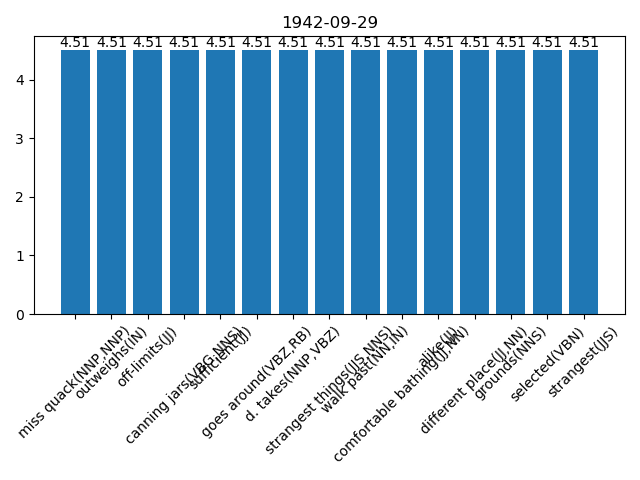 1942-09-29
4.51 4.51 4.51 4.51 4.51 4.51 4.51 4.51 4.51 4.51 4.51 4.51 4.51 4.51 4.51
4
3
2
1
0
miss quack(NNP,NNP)
outweighs(IN)
off-limits(JJ)
canning jars(VBG,NNS)
sufficient(JJ)
goes around(VBZ,RB)
d. takes(NNP,VBZ)
strangest things(JJS,NNS)
walk past(NN,IN)
comfortable bathing(JJ,NN)
alike(JJ)
different place(JJ,NN)
grounds(NNS)
selected(VBN)
strangest(JJS)